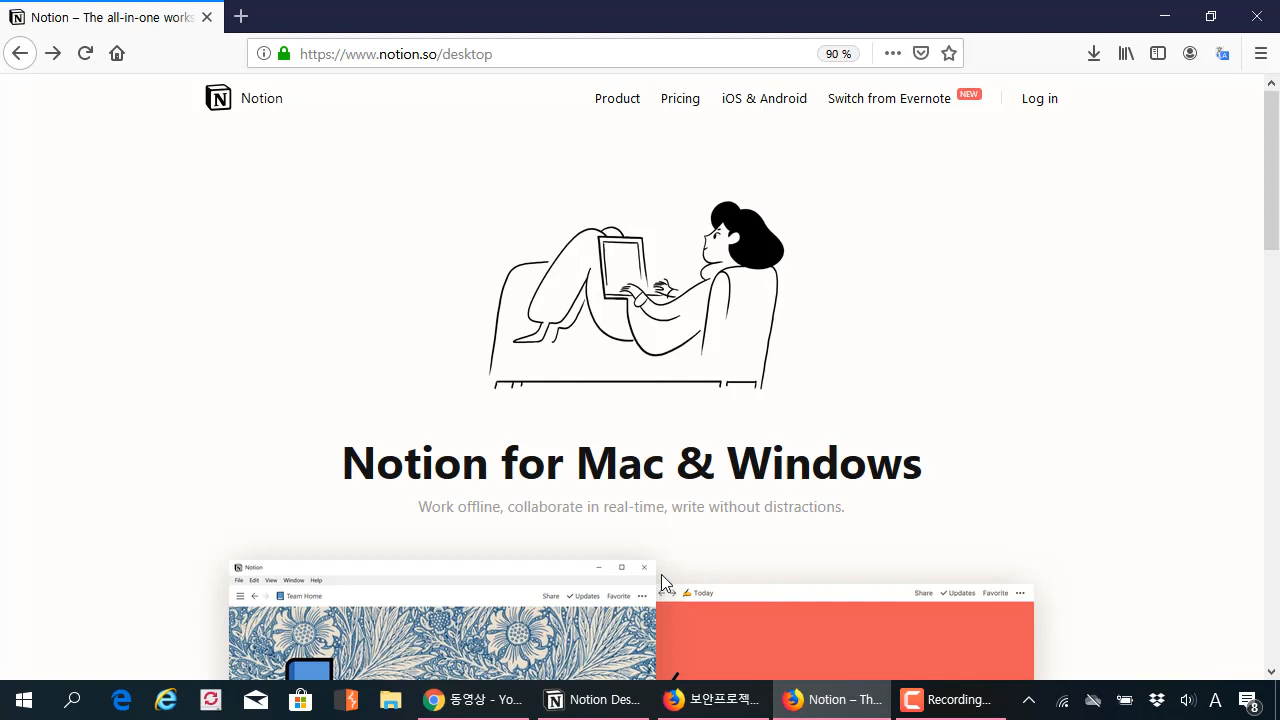 Notion – The all-in-one works
https://www.notion.so/desktop
90 %
Notion
Product
Pricing
iOS & Android
Switch from Evernote
NEW
Log in
Notion for Mac & Windows
Work offline, collaborate in real-time, write without distractions.
Notion
File Edit View Window Help
Team Home
Share
Updates
Favorite
Today
Share
Updates
Favorite
동영상 - Yo...
Notion Des...
보안프로젝...
Notion – Th...
Recording...
A
8